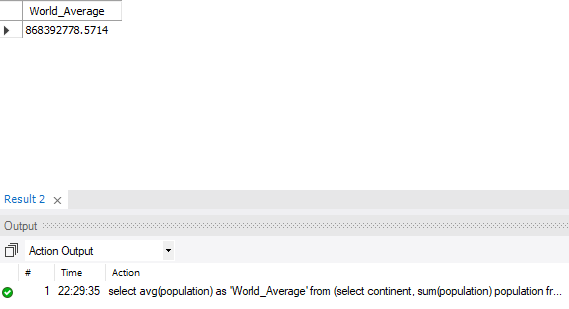 World_Average
868392778.5714
Result 2
Output
Action Output
# Time Action
1 22:29:35 select avg(population) as 'World_Average' from (select continent, sum(population) population fr...